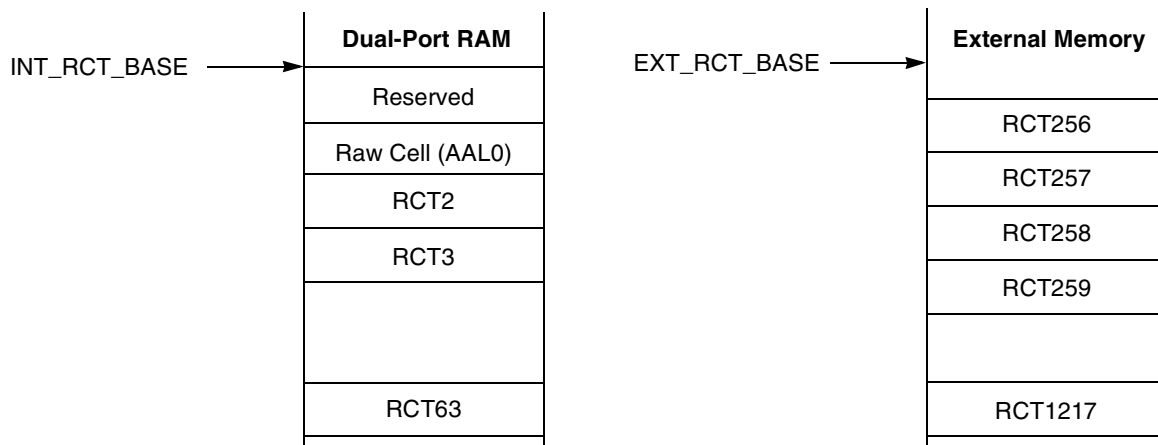 Dual-Port RAM
INT_RCT_BASE
Reserved
Raw Cell (AAL0)
RCT2
RCT3
RCT63
External Memory
EXT_RCT_BASE
RCT256
RCT257
RCT258
RCT259
RCT1217